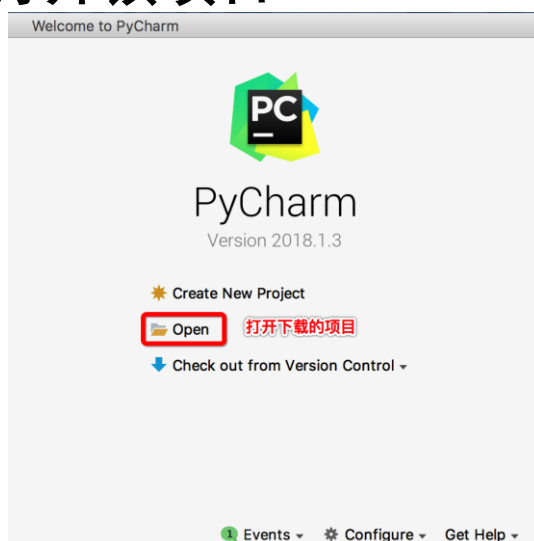 Welcome to PyCharm
PC
PyCharm
Version 2018.1.3
Create New Project
Open 打开下载的项目
Check out from Version Control
1 Events Configure Get Help